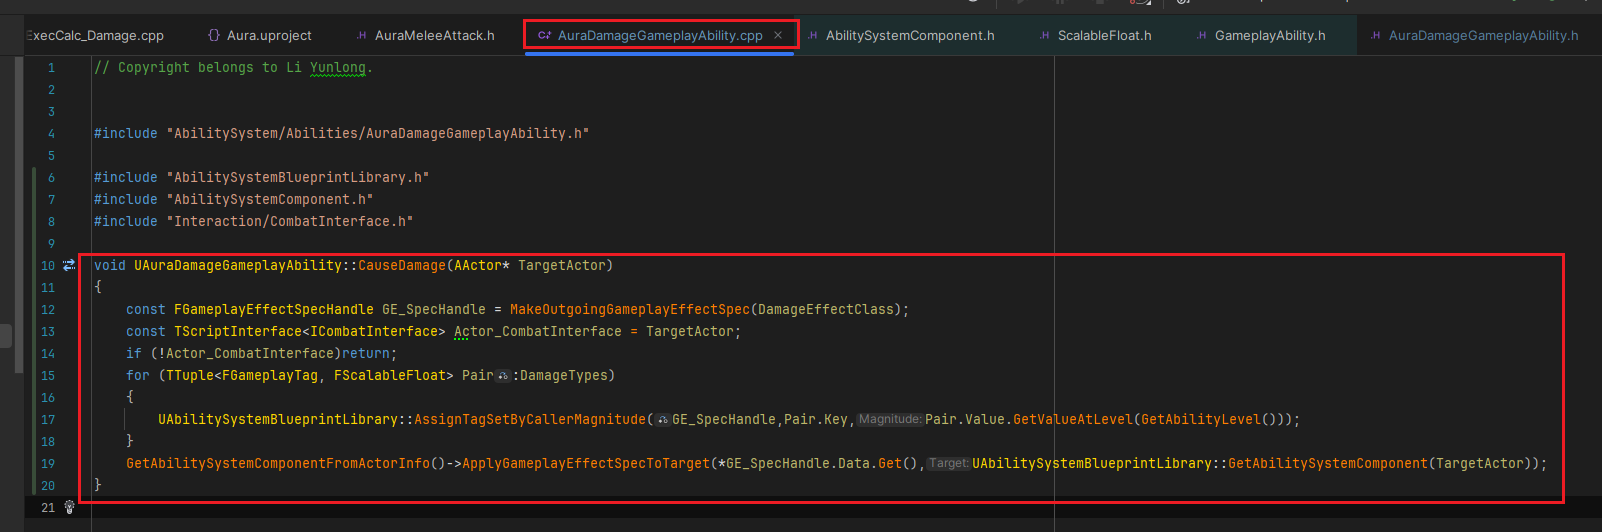 xecCalc_Damage.cpp {} Aura.uproject .H AuraMeleeAttack.h C+ AuraDamageGameplayAbility.cpp × .H AbilitySystemComponent.h .H ScalableFloat.h .H GameplayAbility.h .H AuraDamageGameplayAbility.h
1 // Copyright belongs to Li Yunlong.
2
3
4 #include "AbilitySystem/Abilities/AuraDamageGameplayAbility.h"
5
6 #include "AbilitySystemBlueprintLibrary.h"
7 #include "AbilitySystemComponent.h"
8 #include "Interaction/CombatInterface.h"
9
10 void UAuraDamageGameplayAbility::CauseDamage(AActor* TargetActor)
11 {
12 const FGameplayEffectSpecHandle GE_SpecHandle = MakeOutgoingGameplayEffectSpec(DamageEffectClass);
13 const TScriptInterface<ICombatInterface> Actor_CombatInterface = TargetActor;
14 if (!Actor_CombatInterface)return;
15 for (TTuple<FGameplayTag, FScalableFloat> Pair :DamageTypes)
16 {
17 UAbilitySystemBlueprintLibrary::AssignTagSetByCallerMagnitude( GE_SpecHandle,Pair.Key, Magnitude: Pair.Value.GetValueAtLevel(GetAbilityLevel()));
18 }
19 GetAbilitySystemComponentFromActorInfo()->ApplyGameplayEffectSpecToTarget(*GE_SpecHandle.Data.Get(), Target: UAbilitySystemBlueprintLibrary::GetAbilitySystemComponent(TargetActor));
20 }
21